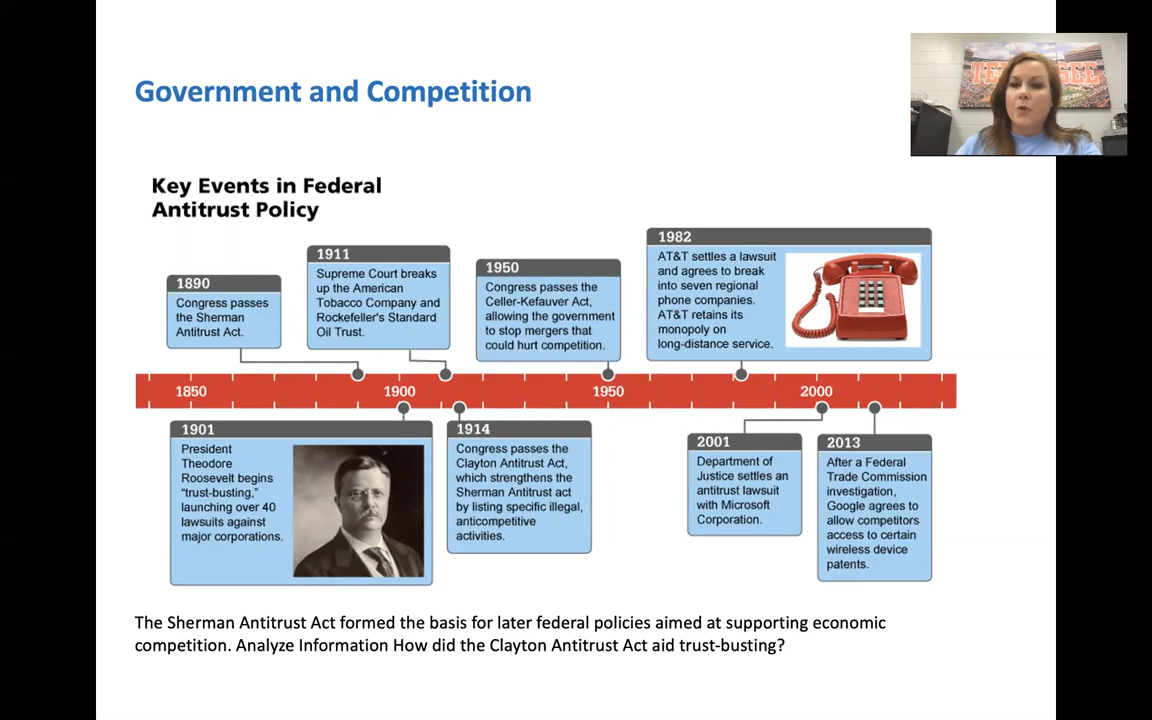 Government and Competition
Key Events in Federal
Antitrust Policy
1890
Congress passes
the Sherman
Antitrust Act.
1911
Supreme Court breaks
up the American
Tobacco Company and
Rockefeller's Standard
Oil Trust.
1950
Congress passes the
Celler-Kefauver Act,
allowing the government
to stop mergers that
could hurt competition.
1982
AT&T settles a lawsuit
and agrees to break
into seven regional
phone companies.
AT&T retains its
monopoly on
long-distance service.
1850 1900 1950 2000
1901
President
Theodore
Roosevelt begins
“trust-busting,”
launching over 40
lawsuits against
major corporations.
1914
Congress passes the
Clayton Antitrust Act,
which strengthens the
Sherman Antitrust act
by listing specific illegal,
anticompetitive
activities.
2001
Department of
Justice settles an
antitrust lawsuit
with Microsoft
Corporation.
2013
After a Federal
Trade Commission
investigation,
Google agrees to
allow competitors
access to certain
wireless device
patents.
The Sherman Antitrust Act formed the basis for later federal policies aimed at supporting economic
competition. Analyze Information How did the Clayton Antitrust Act aid trust-busting?